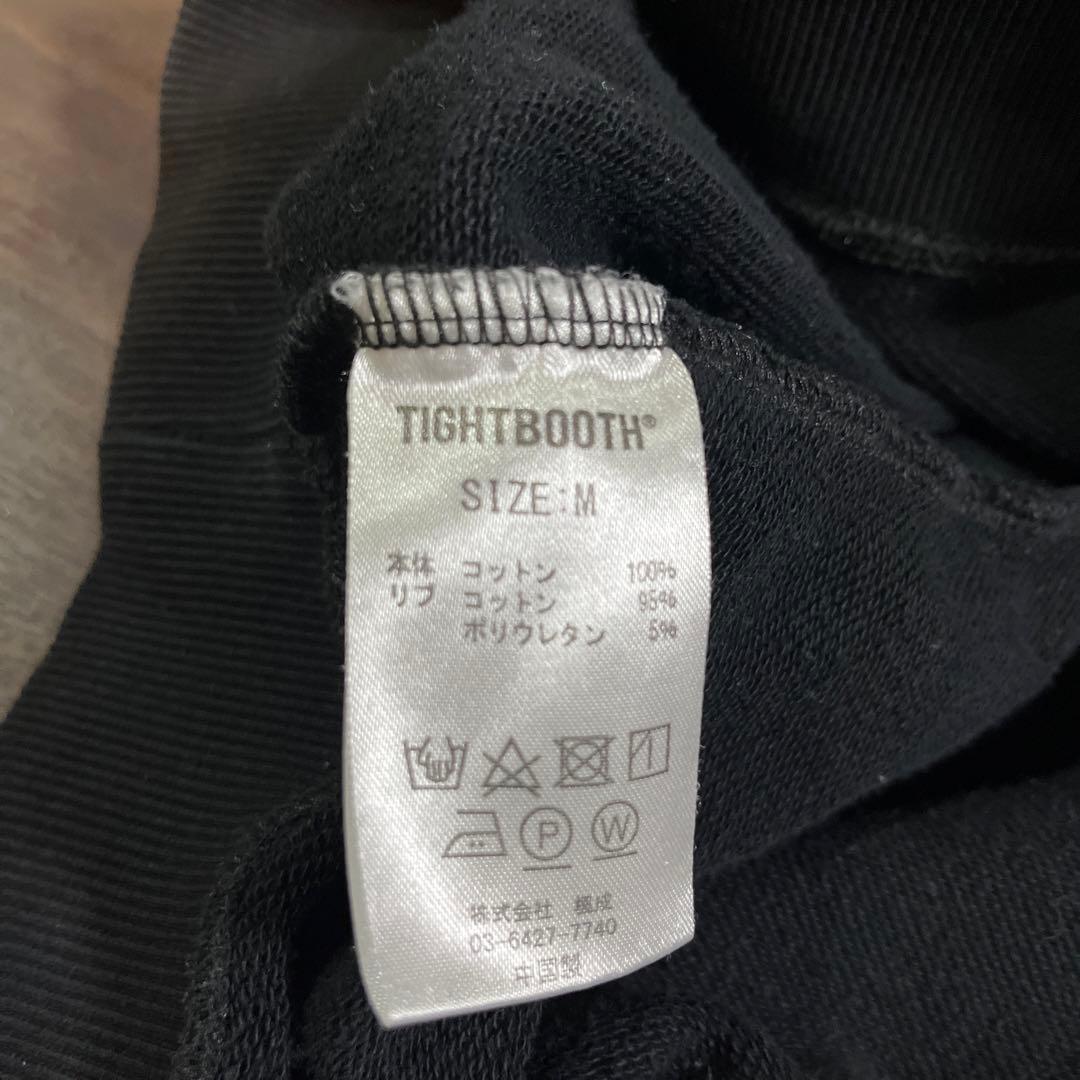 TIGHTBOOTH®
SIZE:M
本体 コットン 100%
リブ コットン 95%
ポリウレタン 5%
P W
株式会社 構成
03-6427-7740
中国製